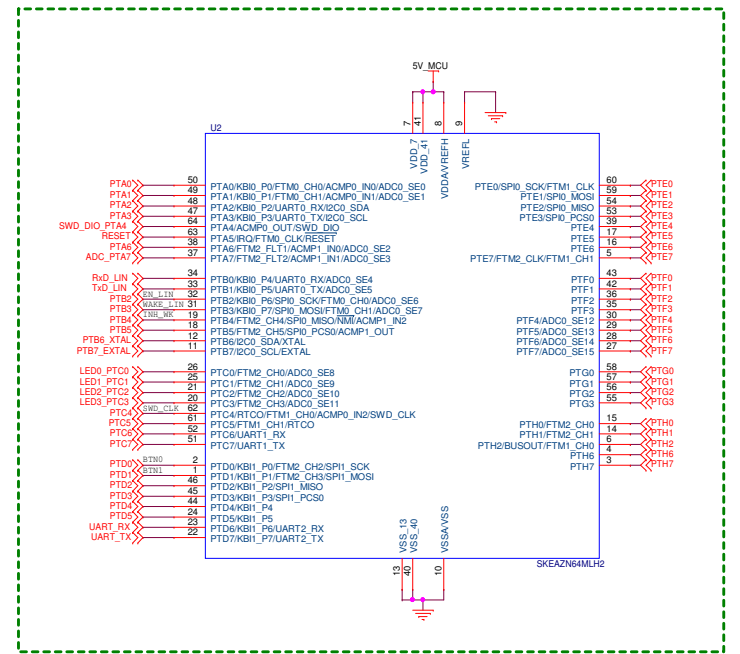 5V_MCU
U2
7
41
8
9
VDD_7
VDD_41
VDDA/VREFH
VREFL
PTA0 50 PTA0/KBI0_P0/FTM0_CH0/ACMP0_IN0/ADC0_SE0
PTA1 49 PTA1/KBI0_P1/FTM0_CH1/ACMP0_IN1/ADC0_SE1
PTA2 48 PTA2/KBI0_P2/UART0_RX/I2C0_SDA
PTA3 47 PTA3/KBI0_P3/UART0_TX/I2C0_SCL
SWD_DIO_PTA4 64 PTA4/ACMP0_OUT/SWD_DIO
RESET 63 PTA5/IRQ/FTM0_CLK/RESET
PTA6 38 PTA6/FTM2_FLT1/ACMP1_IN0/ADC0_SE2
ADC_PTA7 37 PTA7/FTM2_FLT2/ACMP1_IN1/ADC0_SE3
RxD_LIN 34 PTB0/KBI0_P4/UART0_RX/ADC0_SE4
TxD_LIN 33 PTB1/KBI0_P5/UART0_TX/ADC0_SE5
PTB2 EN_LIN 32 PTB2/KBI0_P6/SPI0_SCK/FTM0_CH0/ADC0_SE6
PTB3 WAKE_LIN 31 PTB3/KBI0_P7/SPI0_MOSI/FTM0_CH1/ADC0_SE7
PTB4 INH_WK 19 PTB4/FTM2_CH4/SPI0_MISO/NMI/ACMP1_IN2
PTB5 18 PTB5/FTM2_CH5/SPI0_PCS0/ACMP1_OUT
PTB6_XTAL 12 PTB6/I2C0_SDA/XTAL
PTB7_EXTAL 11 PTB7/I2C0_SCL/EXTAL
LED0_PTC0 26 PTC0/FTM2_CH0/ADC0_SE8
LED1_PTC1 25 PTC1/FTM2_CH1/ADC0_SE9
LED2_PTC2 21 PTC2/FTM2_CH2/ADC0_SE10
LED3_PTC3 20 PTC3/FTM2_CH3/ADC0_SE11
PTC4 SWD_CLK 62 PTC4/RTCO/FTM1_CH0/ACMP0_IN2/SWD_CLK
PTC5 61 PTC5/FTM1_CH1/RTCO
PTC6 52 PTC6/UART1_RX
PTC7 51 PTC7/UART1_TX
PTD0 BTN0 2 PTD0/KBI1_P0/FTM2_CH2/SPI1_SCK
PTD1 BTN1 1 PTD1/KBI1_P1/FTM2_CH3/SPI1_MOSI
PTD2 46 PTD2/KBI1_P2/SPI1_MISO
PTD3 45 PTD3/KBI1_P3/SPI1_PCS0
PTD4 44 PTD4/KBI1_P4
PTD5 24 PTD5/KBI1_P5
UART_RX 23 PTD6/KBI1_P6/UART2_RX
UART_TX 22 PTD7/KBI1_P7/UART2_TX
PTE0/SPI0_SCK/FTM1_CLK 60 PTE0
PTE1/SPI0_MOSI 59 PTE1
PTE2/SPI0_MISO 54 PTE2
PTE3/SPI0_PCS0 53 PTE3
PTE4 39 PTE4
PTE5 17 PTE5
PTE6 16 PTE6
PTE7/FTM2_CLK/FTM1_CH1 5 PTE7
PTF0 43 PTF0
PTF1 42 PTF1
PTF2 36 PTF2
PTF3 35 PTF3
PTF4/ADC0_SE12 30 PTF4
PTF5/ADC0_SE13 29 PTF5
PTF6/ADC0_SE14 28 PTF6
PTF7/ADC0_SE15 27 PTF7
PTG0 58 PTG0
PTG1 57 PTG1
PTG2 56 PTG2
PTG3 55 PTG3
PTH0/FTM2_CH0 15 PTH0
PTH1/FTM2_CH1 14 PTH1
PTH2/BUSOUT/FTM1_CH0 6 PTH2
PTH6 4 PTH6
PTH7 3 PTH7
VSS_13
VSS_40
VSSA/VSS
13
40
10
SKEAZN64MLH2